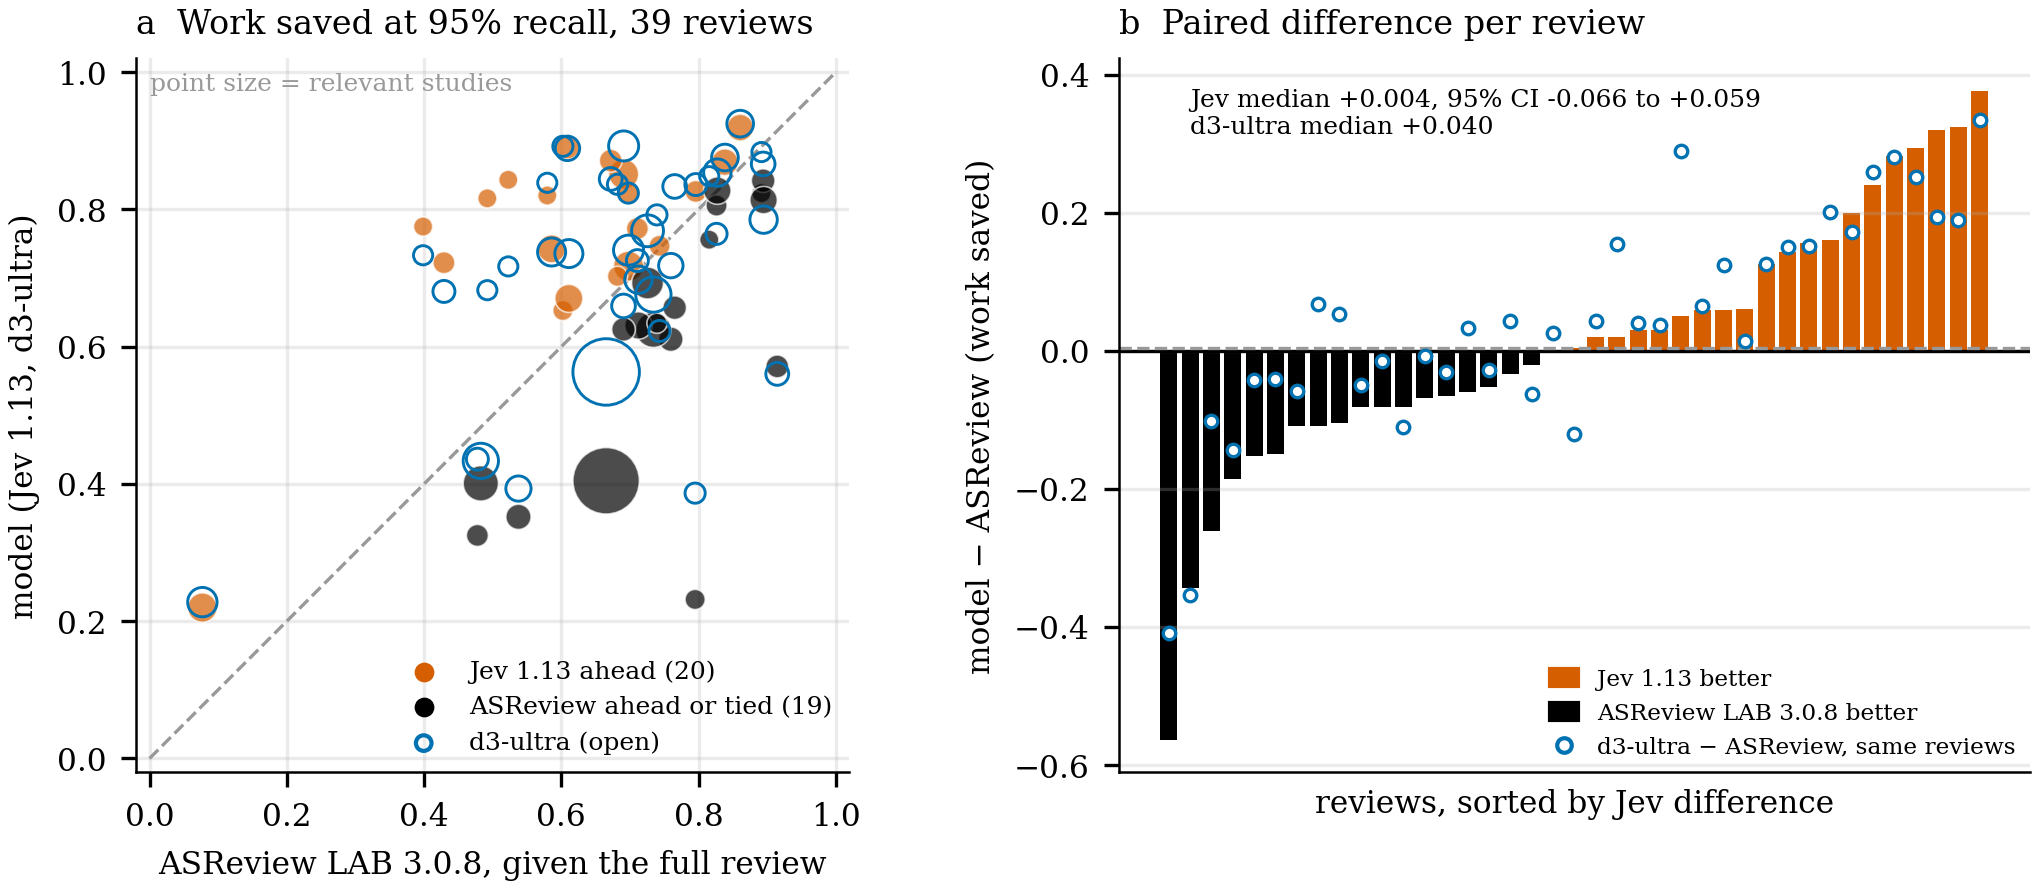 a  Work saved at 95% recall, 39 reviews
point size = relevant studies
model (Jev 1.13, d3-ultra)
1.0
0.8
0.6
0.4
0.2
0.0
Jev 1.13 ahead (20)
ASReview ahead or tied (19)
d3-ultra (open)
0.0 0.2 0.4 0.6 0.8 1.0
ASReview LAB 3.0.8, given the full review
b  Paired difference per review
Jev median +0.004, 95% CI -0.066 to +0.059
d3-ultra median +0.040
model − ASReview (work saved)
0.4
0.2
0.0
−0.2
−0.4
−0.6
Jev 1.13 better
ASReview LAB 3.0.8 better
d3-ultra − ASReview, same reviews
reviews, sorted by Jev difference